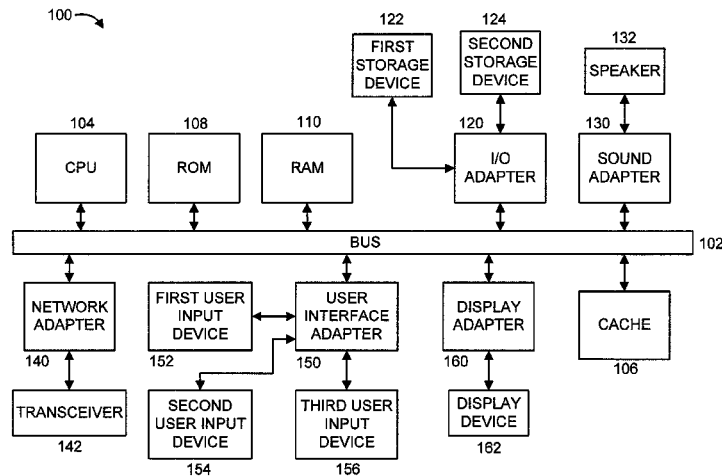 100
122
FIRST
STORAGE
DEVICE
124
SECOND
STORAGE
DEVICE
132
SPEAKER
104
CPU
108
ROM
110
RAM
120
I/O
ADAPTER
130
SOUND
ADAPTER
BUS
102
NETWORK
ADAPTER
140
FIRST USER
INPUT
DEVICE
152
USER
INTERFACE
ADAPTER
150
DISPLAY
ADAPTER
160
CACHE
106
TRANSCEIVER
142
SECOND
USER INPUT
DEVICE
154
THIRD USER
INPUT
DEVICE
156
DISPLAY
DEVICE
162